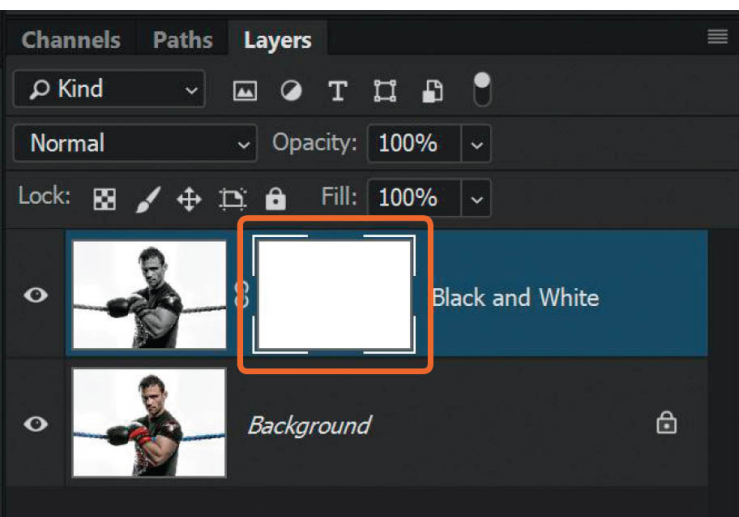 Channels Paths Layers
Kind
Normal Opacity: 100%
Lock: Fill: 100%
Black and White
Background